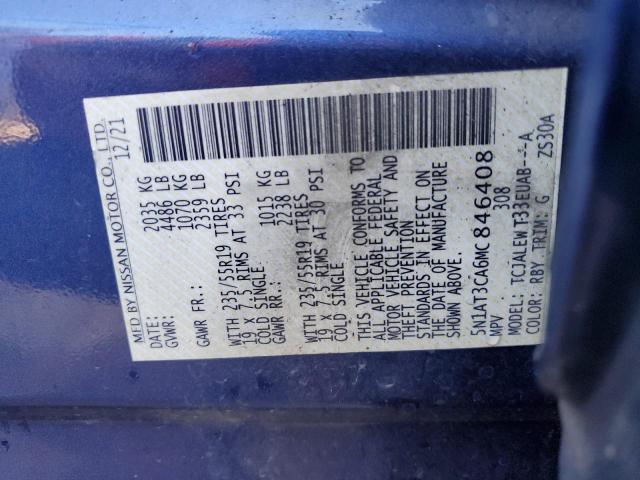 MFD BY NISSAN MOTOR CO., LTD.
DATE: 12/21
GVWR: 2035 KG
4486 LB
GAWR FR.: 1070 KG
2359 LB
WITH 235/55R19 TIRES
19 X 7.5 RIMS AT 33 PSI
COLD SINGLE
GAWR RR.: 1015 KG
2238 LB
WITH 235/55R19 TIRES
19 X 7.5 RIMS AT 30 PSI
COLD SINGLE
THIS VEHICLE CONFORMS TO
ALL APPLICABLE FEDERAL
MOTOR VEHICLE SAFETY AND
THEFT PREVENTION
STANDARDS IN EFFECT ON
THE DATE OF MANUFACTURE
SHOWN ABOVE.
5N1AT3CA6MC846408
MPV 308
MODEL: TCJALEWT33EUAB---A
COLOR: RBY TRIM: G ZS30A